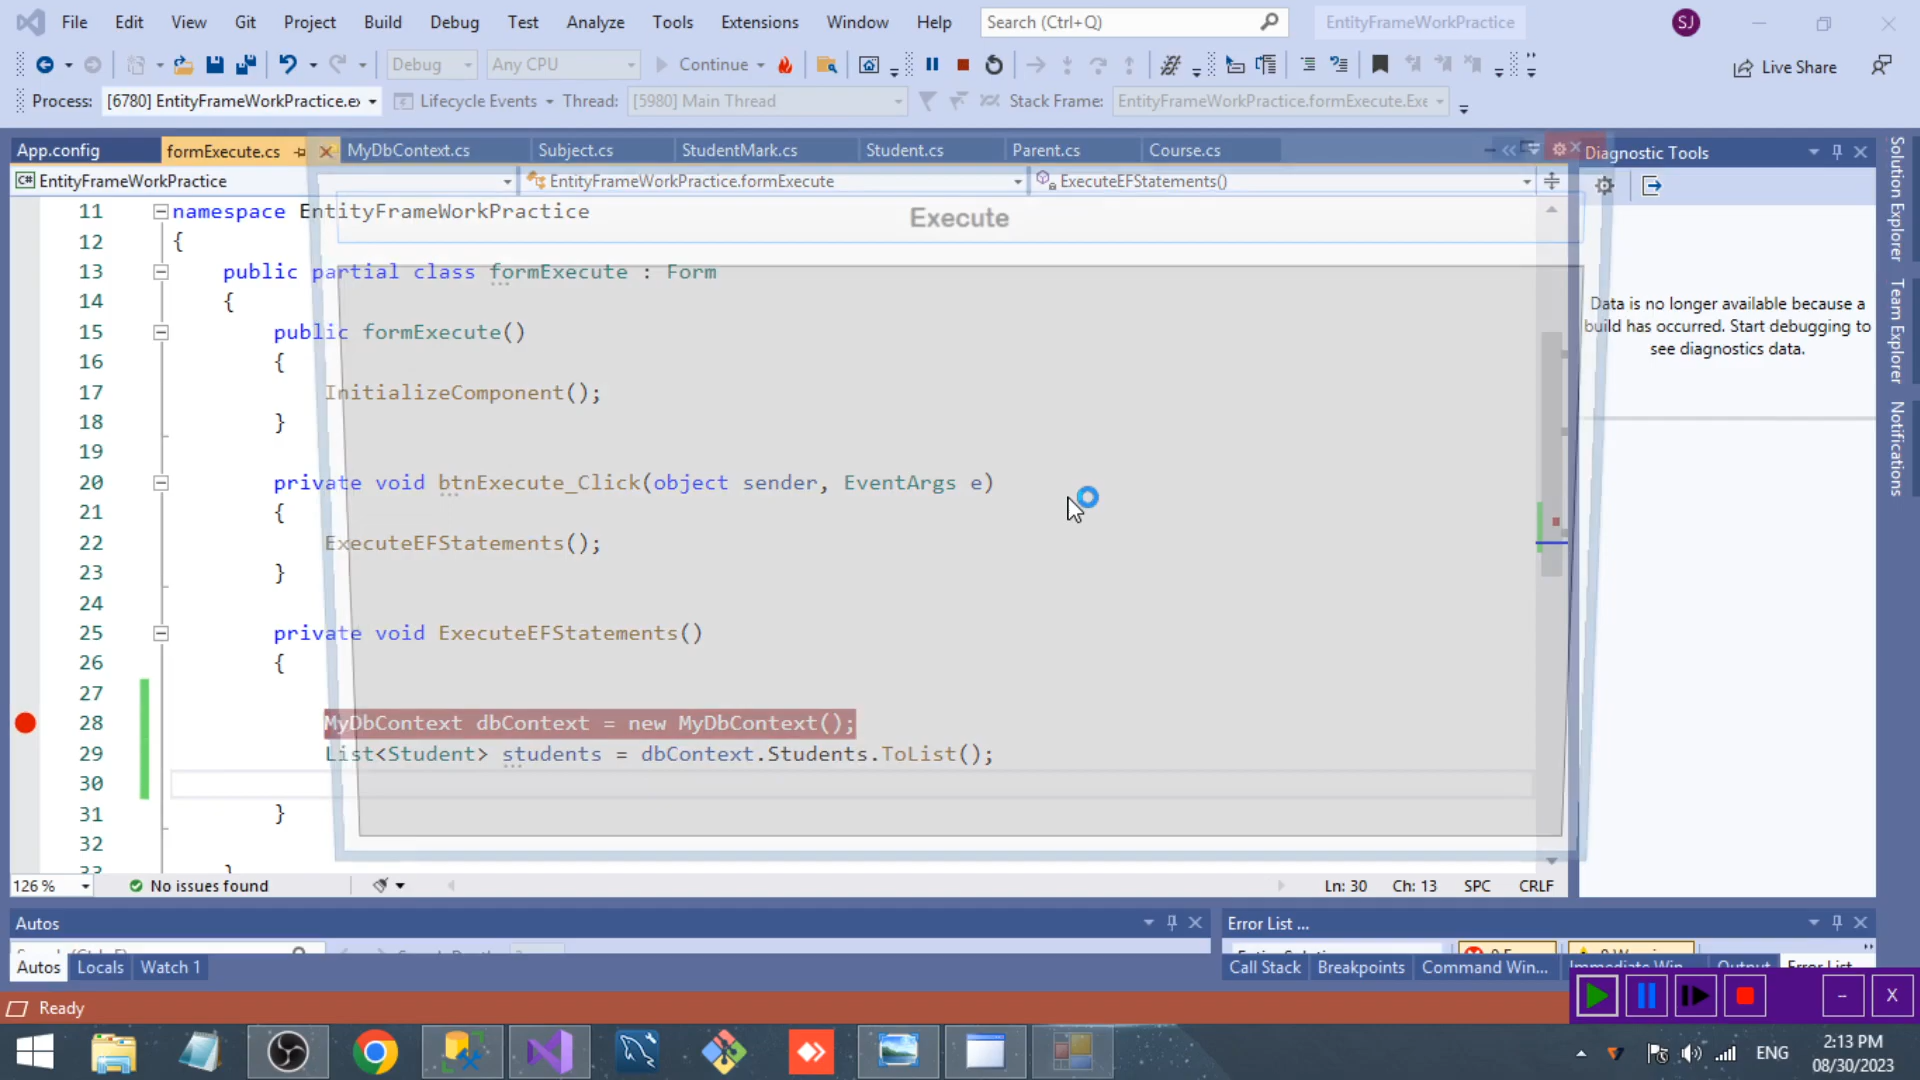 File Edit View Git Project Build Debug Test Analyze Tools Extensions Window Help Search (Ctrl+Q) EntityFrameWorkPractice SJ
Debug Any CPU Continue Live Share
Process: [6780] EntityFrameWorkPractice.ex Lifecycle Events Thread: [5980] Main Thread Stack Frame: EntityFrameWorkPractice.formExecute.Exe
App.config formExecute.cs MyDbContext.cs Subject.cs StudentMark.cs Student.cs Parent.cs Course.cs Diagnostic Tools
C# EntityFrameWorkPractice EntityFrameWorkPractice.formExecute ExecuteEFStatements()
Execute
11 namespace EntityFrameWorkPractice
12 {
13 public partial class formExecute : Form
14 {
15 public formExecute()
16 {
17 InitializeComponent();
18 }
19
20 private void btnExecute_Click(object sender, EventArgs e)
21 {
22 ExecuteEFStatements();
23 }
24
25 private void ExecuteEFStatements()
26 {
27
28 MyDbContext dbContext = new MyDbContext();
29 List<Student> students = dbContext.Students.ToList();
30
31 }
32
33 }
Data is no longer available because a
build has occurred. Start debugging to
see diagnostics data.
Solution Explorer
Team Explorer
Notifications
126 % No issues found Ln: 30 Ch: 13 SPC CRLF
Autos Error List ...
Autos Locals Watch 1 Call Stack Breakpoints Command Win... Immediate Win... Output Error List
Ready
X
ENG 2:13 PM
08/30/2023